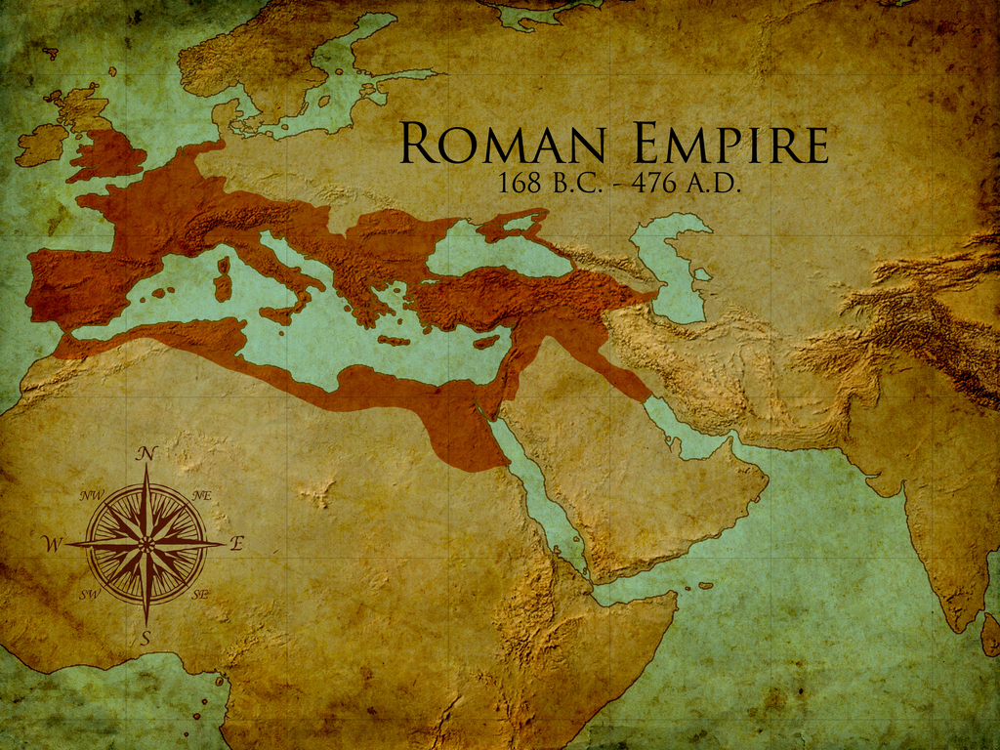 ROMAN EMPIRE
168 B.C. - 476 A.D.
N
NW
NE
W
E
SW
SE
S